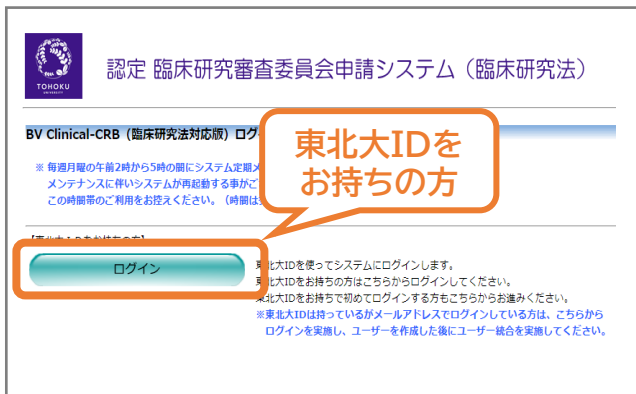 TOHOKU
UNIVERSITY
認定 臨床研究審査委員会申請システム（臨床研究法）
BV Clinical-CRB（臨床研究法対応版）ログ
東北大IDを
お持ちの方
※ 毎週月曜の午前2時から5時の間にシステム定期メ
メンテナンスに伴いシステムが再起動する事がご
この時間帯のご利用をお控えください。（時間は
ログイン
東北大IDを使ってシステムにログインします。
東北大IDをお持ちの方はこちらからログインしてください。
東北大IDをお持ちで初めてログインする方もこちらからお進みください。
※東北大IDは持っているがメールアドレスでログインしている方は、こちらから
ログインを実施し、ユーザーを作成した後にユーザー統合を実施してください。